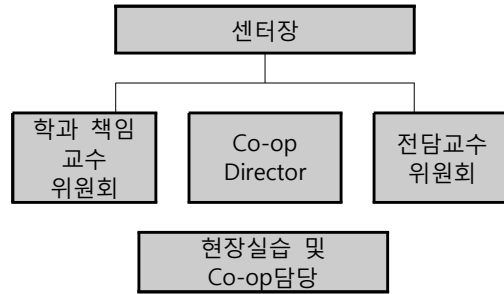 센터장
학과 책임
교수
위원회
Co-op
Director
전담교수
위원회
현장실습 및
Co-op담당